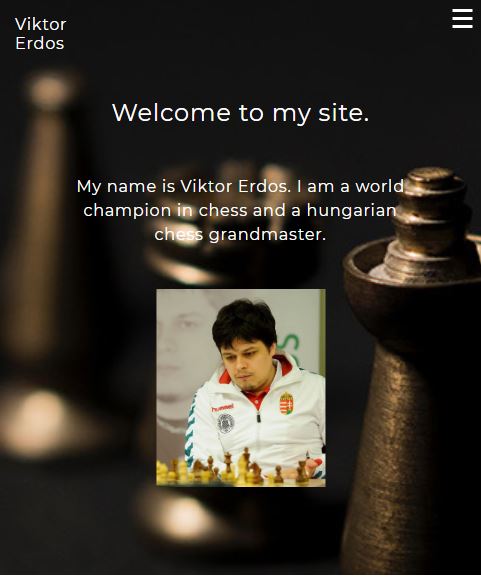 Viktor
Erdos
Welcome to my site.
My name is Viktor Erdos. I am a world
champion in chess and a hungarian
chess grandmaster.
hummel